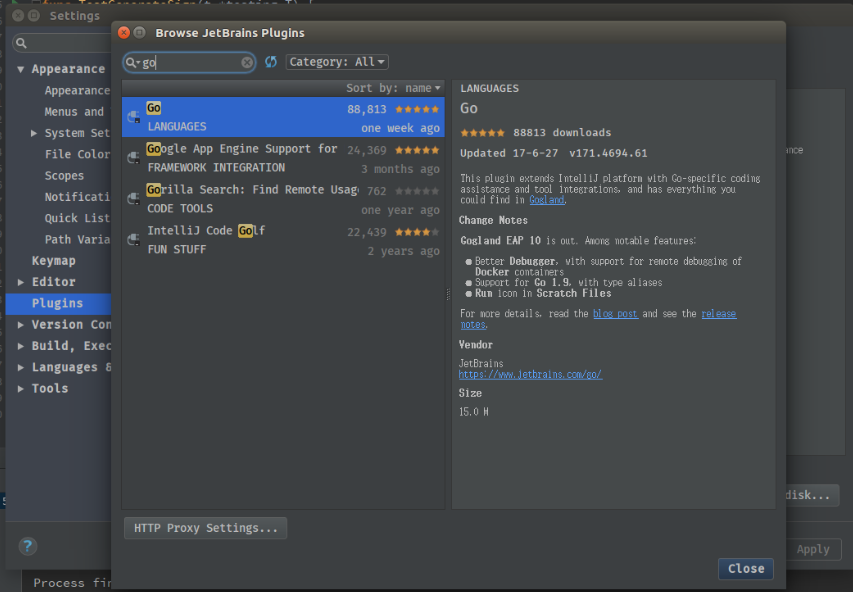 func TestGenerateSign(t *testing.T) {
Settings
Browse JetBrains Plugins
go
Category: All
Appearance
Appearance
Menus and
System Set
File Color
Scopes
Notificati
Quick List
Path Varia
Keymap
Editor
Plugins
Version Con
Build, Exec
Languages &
Tools
Sort by: name
Go 88,813
LANGUAGES one week ago
Google App Engine Support for 24,369
FRAMEWORK INTEGRATION 3 months ago
Gorilla Search: Find Remote Usag 762
CODE TOOLS one year ago
IntelliJ Code Golf 22,439
FUN STUFF 2 years ago
LANGUAGES
Go
88813 downloads
Updated 17-6-27 v171.4694.61
This plugin extends IntelliJ platform with Go-specific coding
assistance and tool integrations, and has everything you
could find in Gogland.
Change Notes
Gogland EAP 10 is out. Among notable features:
Better Debugger, with support for remote debugging of
Docker containers
Support for Go 1.9, with type aliases
Run icon in Scratch Files
For more details, read the blog post and see the release
notes.
Vendor
JetBrains
https://www.jetbrains.com/go/
Size
15.0 M
ance
disk...
HTTP Proxy Settings...
?
Apply
Close
Process fin